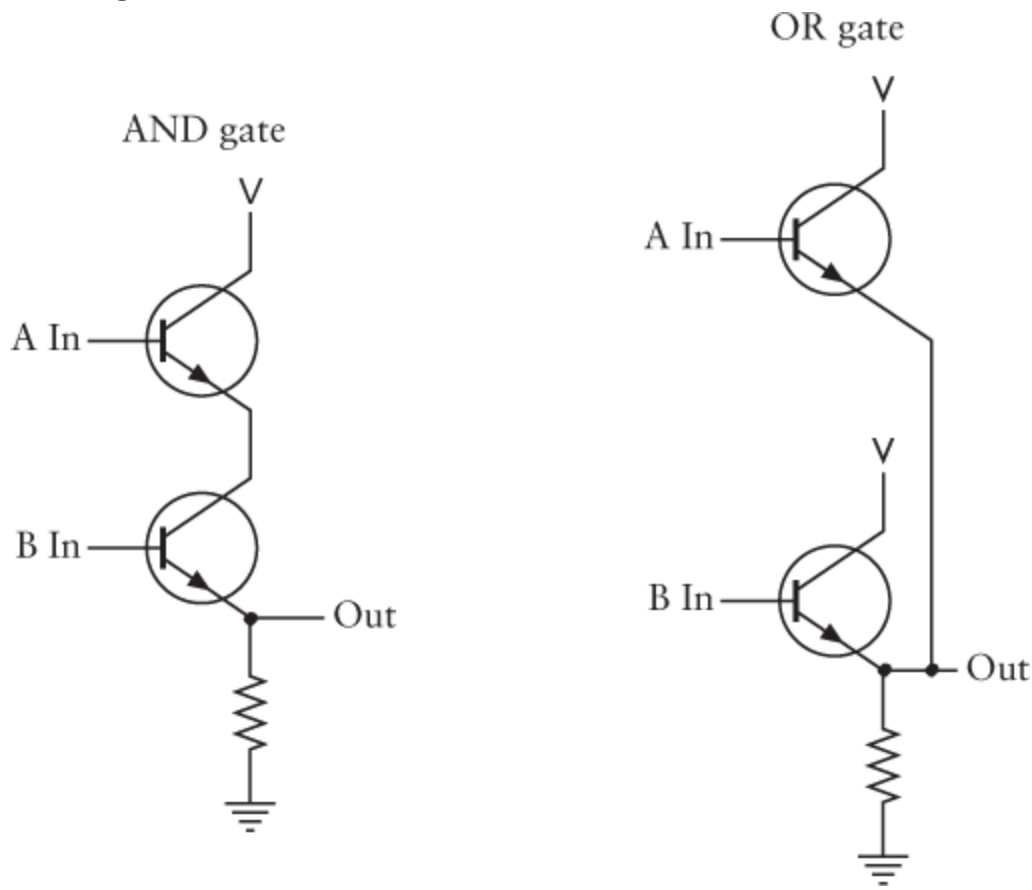 AND gate
V
A In
B In
Out
OR gate
V
A In
V
B In
Out